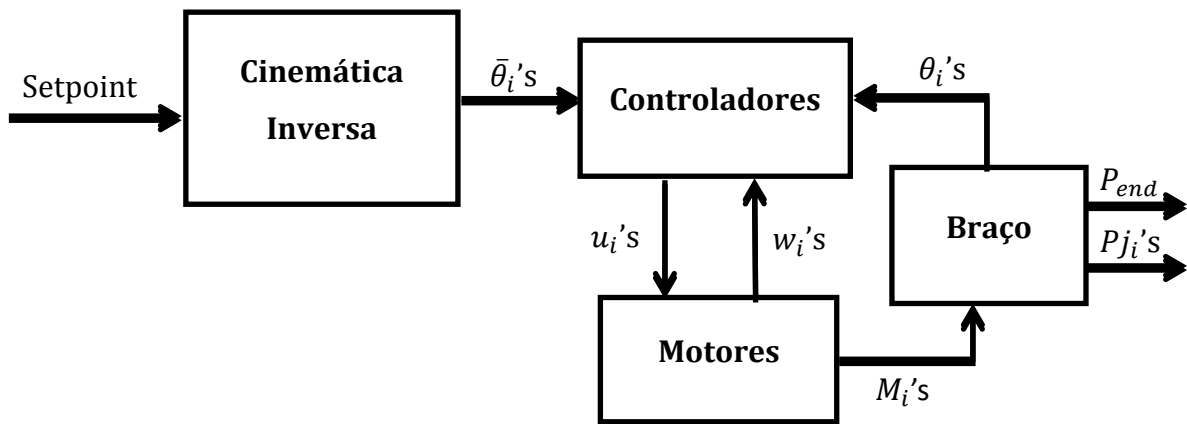 Setpoint
Cinemática
Inversa
θ̄ᵢ's
Controladores
θᵢ's
uᵢ's
wᵢ's
Braço
P_end
Pjᵢ's
Motores
Mᵢ's